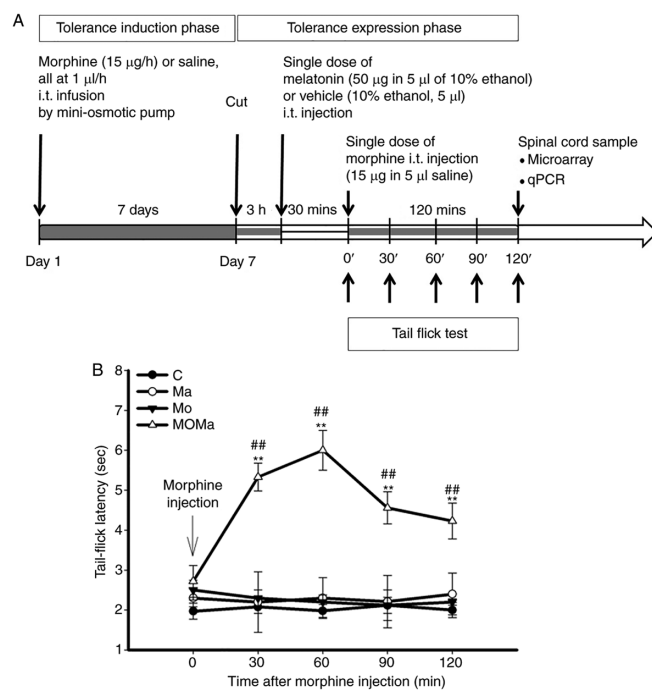 A
Tolerance induction phase
Tolerance expression phase
Morphine (15 μg/h) or saline,
all at 1 μl/h
i.t. infusion
by mini-osmotic pump
Cut
Single dose of
melatonin (50 μg in 5 μl of 10% ethanol)
or vehicle (10% ethanol, 5 μl)
i.t. injection
Single dose of
morphine i.t. injection
(15 μg in 5 μl saline)
Spinal cord sample
• Microarray
• qPCR
7 days
3 h
30 mins
120 mins
Day 1
Day 7
0′
30′
60′
90′
120′
Tail flick test
B
C
Ma
Mo
MOMa
Morphine
injection
##
**
##
**
##
**
##
**
8
7
6
5
4
3
2
1
Tail-flick latency (sec)
0
30
60
90
120
Time after morphine injection (min)